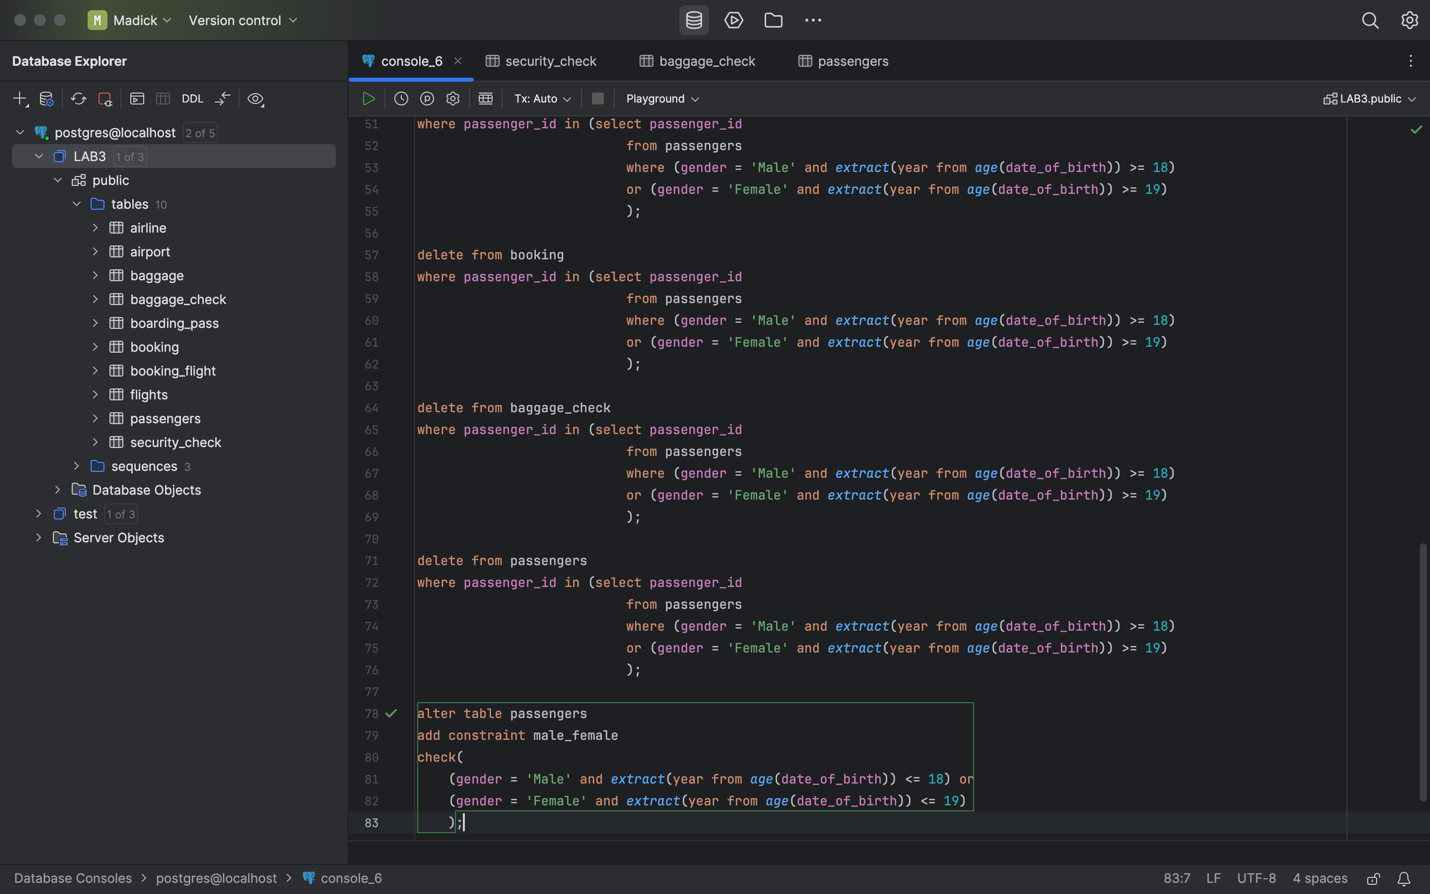 M Madick Version control
Database Explorer
console_6 security_check baggage_check passengers
DDL
Tx: Auto Playground LAB3.public
postgres@localhost 2 of 5
LAB3 1 of 3
public
tables 10
airline
airport
baggage
baggage_check
boarding_pass
booking
booking_flight
flights
passengers
security_check
sequences 3
Database Objects
test 1 of 3
Server Objects
51 where passenger_id in (select passenger_id
52 from passengers
53 where (gender = 'Male' and extract(year from age(date_of_birth)) >= 18)
54 or (gender = 'Female' and extract(year from age(date_of_birth)) >= 19)
55 );
56
57 delete from booking
58 where passenger_id in (select passenger_id
59 from passengers
60 where (gender = 'Male' and extract(year from age(date_of_birth)) >= 18)
61 or (gender = 'Female' and extract(year from age(date_of_birth)) >= 19)
62 );
63
64 delete from baggage_check
65 where passenger_id in (select passenger_id
66 from passengers
67 where (gender = 'Male' and extract(year from age(date_of_birth)) >= 18)
68 or (gender = 'Female' and extract(year from age(date_of_birth)) >= 19)
69 );
70
71 delete from passengers
72 where passenger_id in (select passenger_id
73 from passengers
74 where (gender = 'Male' and extract(year from age(date_of_birth)) >= 18)
75 or (gender = 'Female' and extract(year from age(date_of_birth)) >= 19)
76 );
77
78 alter table passengers
79 add constraint male_female
80 check(
81 (gender = 'Male' and extract(year from age(date_of_birth)) <= 18) or
82 (gender = 'Female' and extract(year from age(date_of_birth)) <= 19)
83 );
Database Consoles postgres@localhost console_6 83:7 LF UTF-8 4 spaces